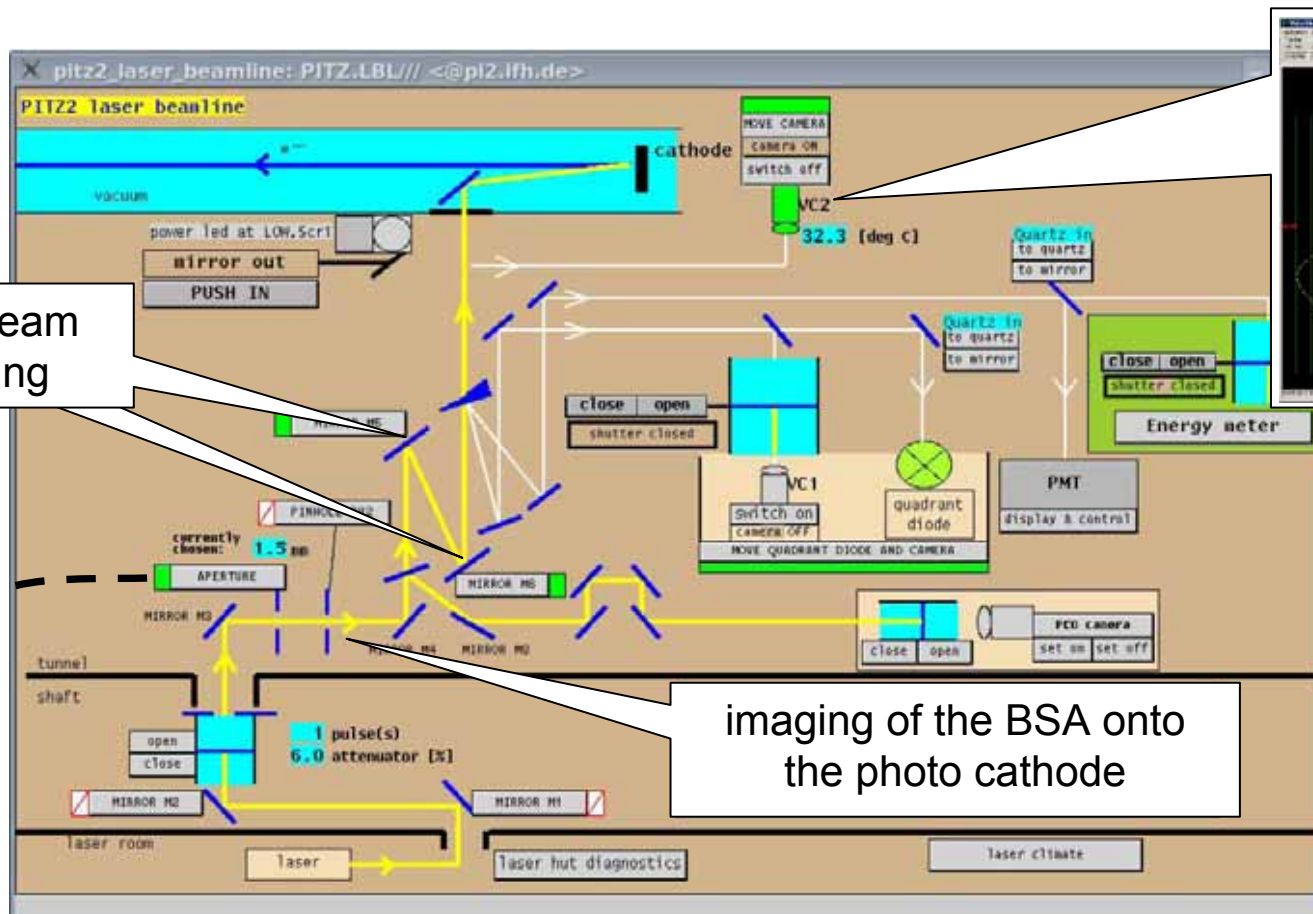 pitz2_laser_beamline: PITZ.LBL/// <@pi2.ifh.de>
PITZ2 laser beamline
MOVE CAMERA
camera ON
switch off
cathode
vacuum
VC2
32.3 [deg C]
power led at LOW.Scr1
mirror out
PUSH IN
Quartz in
to quartz
to mirror
eam
ng
Quartz in
to quartz
to mirror
close open
shutter closed
close open
shutter closed
Energy meter
MIRROR M5
VC1
switch on
camera OFF
quadrant
diode
MOVE QUADRANT DIODE AND CAMERA
PMT
display & control
PINHOLE
currently
chosen: 1.5 mm
APERTURE
MIRROR M6
MIRROR M3
MIRROR M4
MIRROR M2
close open
PCO camera
set on set off
tunnel
shaft
imaging of the BSA onto
the photo cathode
open
close
1 pulse(s)
6.0 attenuator [%]
MIRROR M2
MIRROR M1
laser room
laser
laser hut diagnostics
laser climate